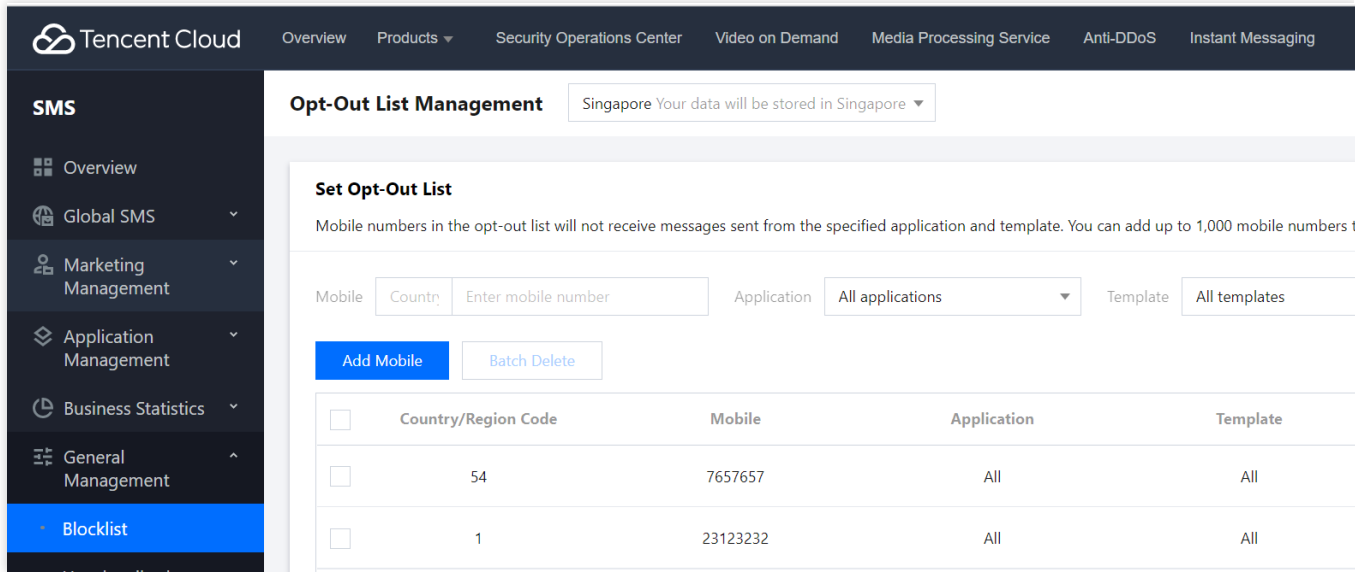 Tencent Cloud Overview Products Security Operations Center Video on Demand Media Processing Service Anti-DDoS Instant Messaging
SMS
Overview
Global SMS
Marketing
Management
Application
Management
Business Statistics
General
Management
Blocklist
Opt-Out List Management Singapore Your data will be stored in Singapore
Set Opt-Out List
Mobile numbers in the opt-out list will not receive messages sent from the specified application and template. You can add up to 1,000 mobile numbers
Mobile Country Enter mobile number Application All applications Template All templates
Add Mobile Batch Delete
Country/Region Code Mobile Application Template
54 7657657 All All
1 23123232 All All